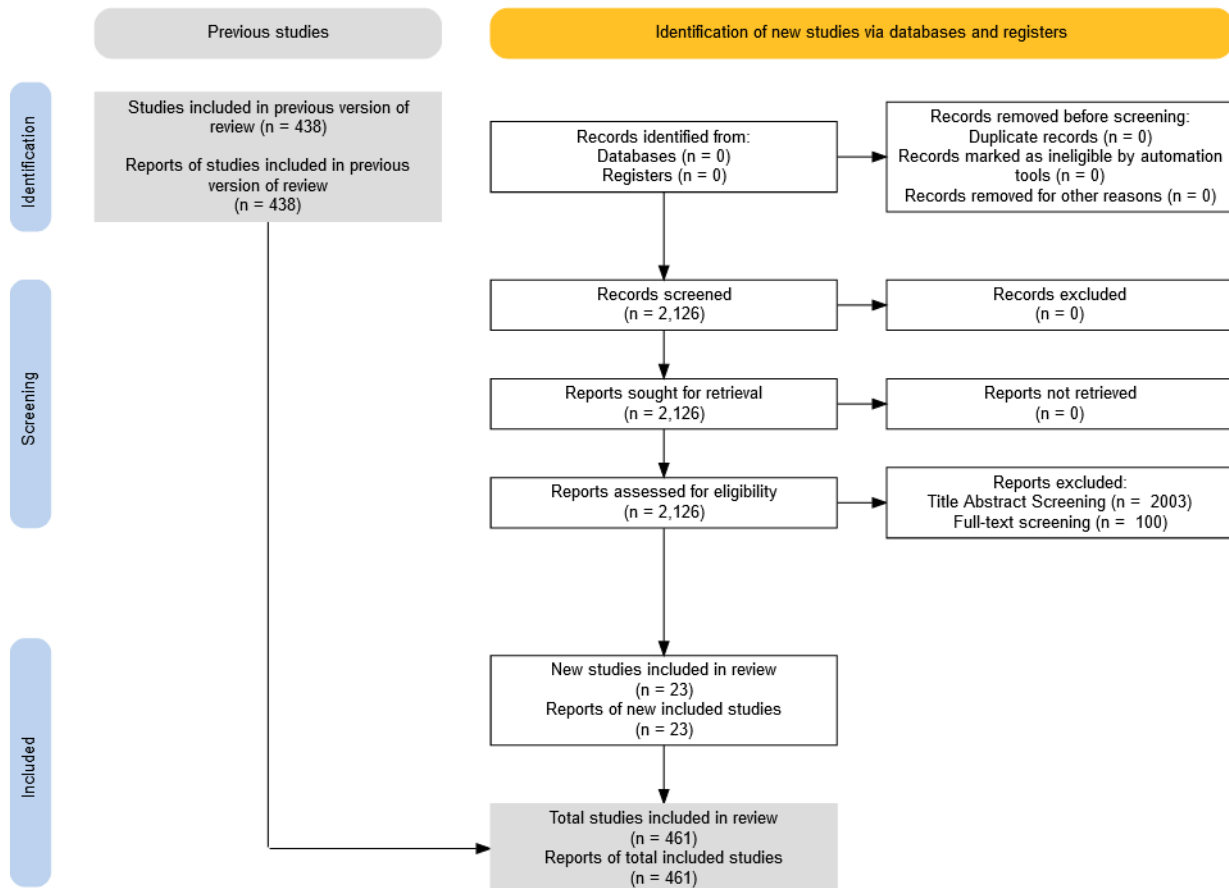 Previous studies
Identification of new studies via databases and registers
Identification
Studies included in previous version of
review (n = 438)
Reports of studies included in previous
version of review
(n = 438)
Records identified from:
Databases (n = 0)
Registers (n = 0)
Records removed before screening:
Duplicate records (n = 0)
Records marked as ineligible by automation
tools (n = 0)
Records removed for other reasons (n = 0)
Screening
Records screened
(n = 2,126)
Records excluded
(n = 0)
Reports sought for retrieval
(n = 2,126)
Reports not retrieved
(n = 0)
Reports assessed for eligibility
(n = 2,126)
Reports excluded:
Title Abstract Screening (n =  2003)
Full-text screening (n =  100)
Included
New studies included in review
(n = 23)
Reports of new included studies
(n = 23)
Total studies included in review
(n = 461)
Reports of total included studies
(n = 461)